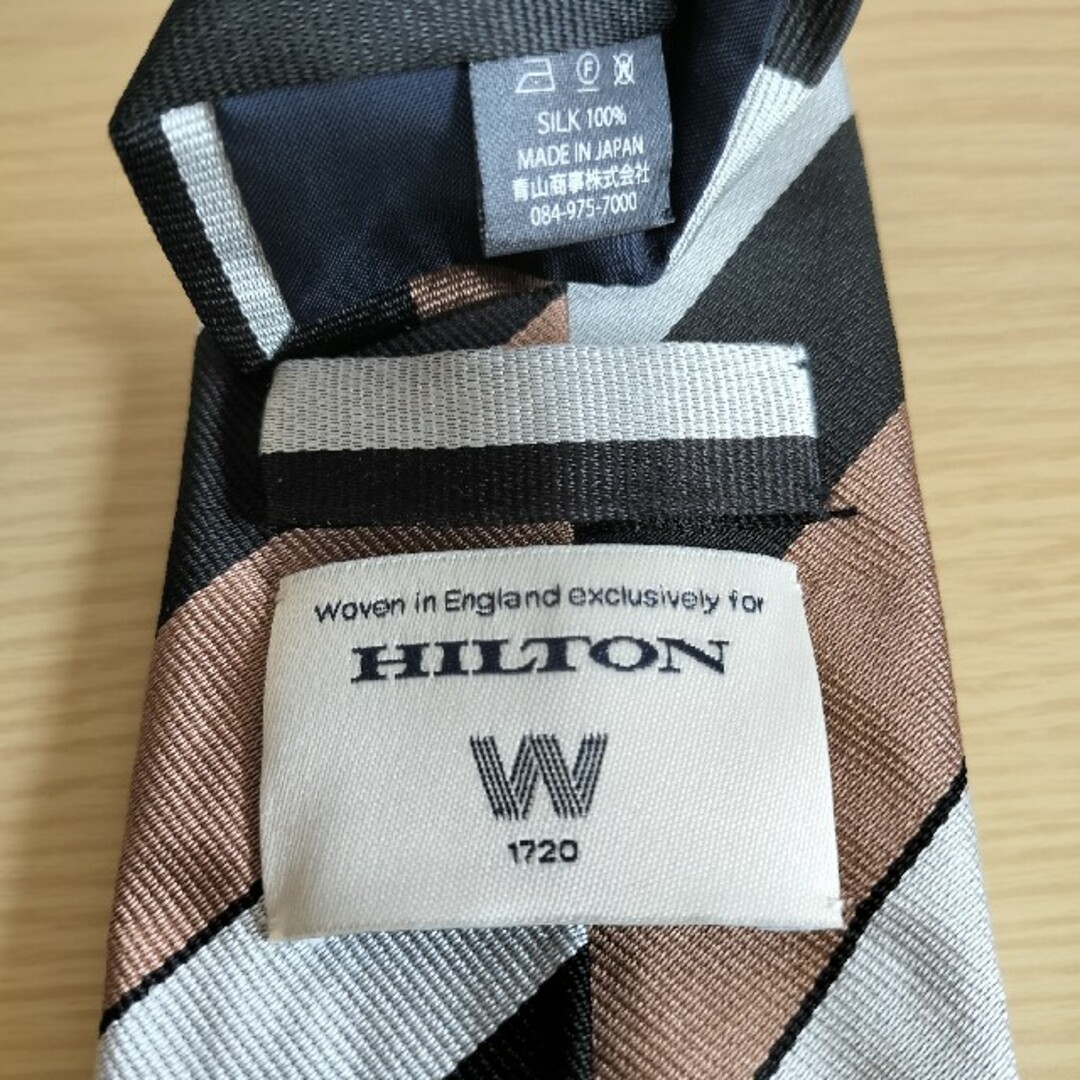 F
SILK 100%
MADE IN JAPAN
青山商事株式会社
084-975-7000
Woven in England exclusively for
HILTON
W
1720